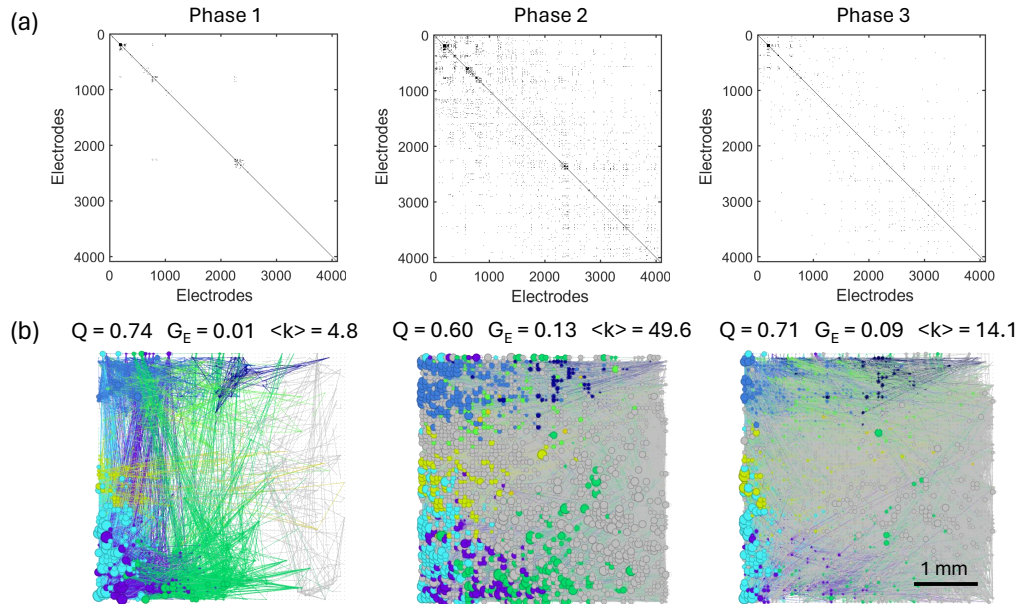 (a)
Phase 1
Phase 2
Phase 3
0
1000
2000
3000
4000
Electrodes
0
1000
2000
3000
4000
Electrodes
0
1000
2000
3000
4000
Electrodes
0
1000
2000
3000
4000
Electrodes
0
1000
2000
3000
4000
Electrodes
0
1000
2000
3000
4000
Electrodes
(b)
Q = 0.74 G_E = 0.01 <k> = 4.8
Q = 0.60 G_E = 0.13 <k> = 49.6
Q = 0.71 G_E = 0.09 <k> = 14.1
1 mm